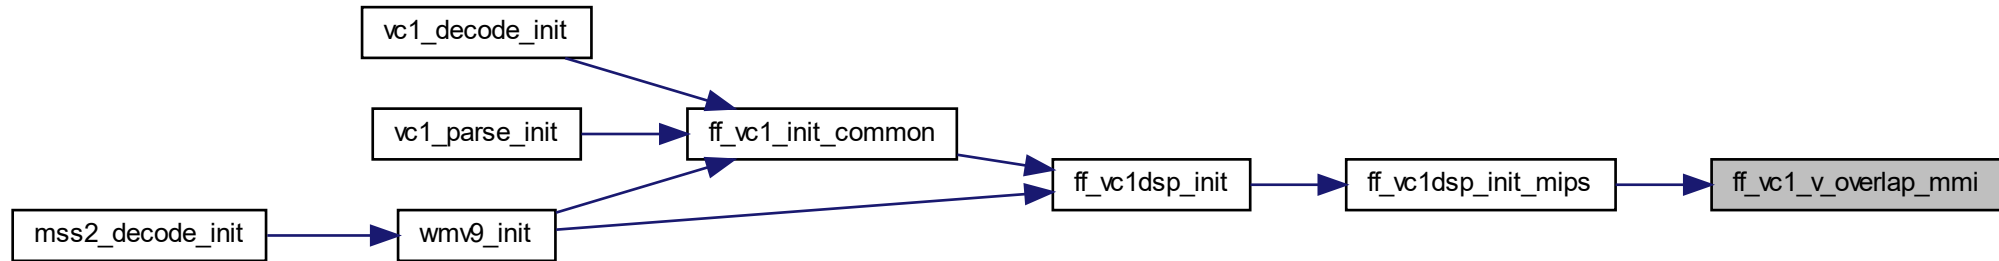 vc1_decode_init
vc1_parse_init
ff_vc1_init_common
ff_vc1dsp_init
ff_vc1dsp_init_mips
ff_vc1_v_overlap_mmi
mss2_decode_init
wmv9_init